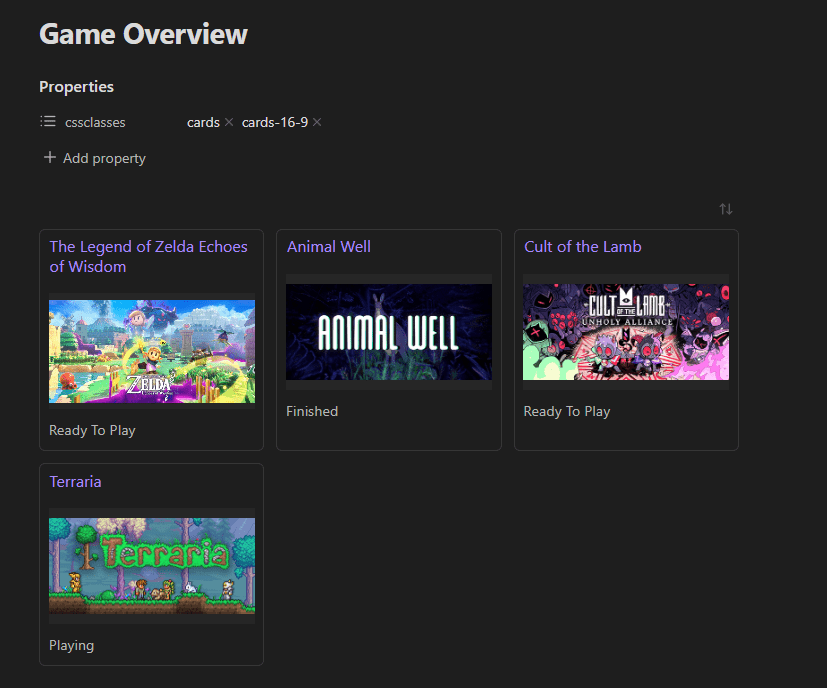 Game Overview
Properties
cssclasses cards cards-16-9
Add property
The Legend of Zelda Echoes
of Wisdom
ZELDA
Ready To Play
Animal Well
ANIMAL WELL
Finished
Cult of the Lamb
CULT
OF THE
LAMB
UNHOLY ALLIANCE
Ready To Play
Terraria
Terraria
Playing